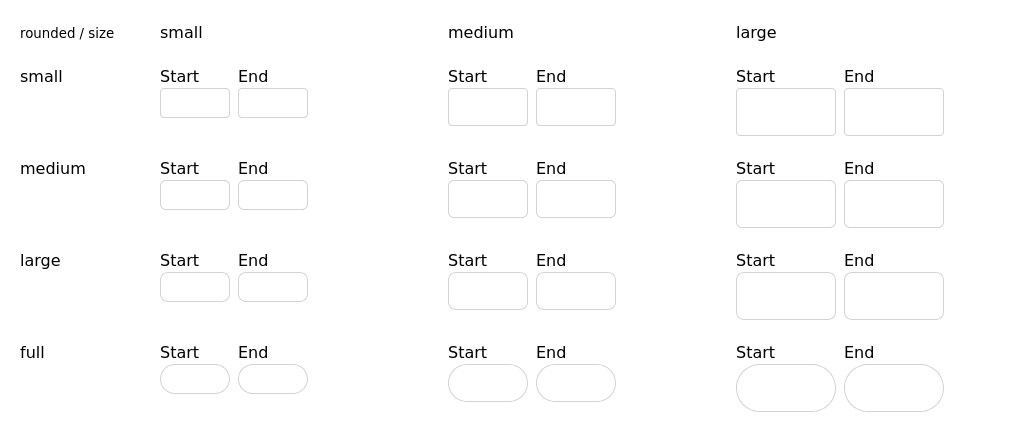 rounded / size small medium large
small Start End Start End Start End
medium Start End Start End Start End
large Start End Start End Start End
full Start End Start End Start End